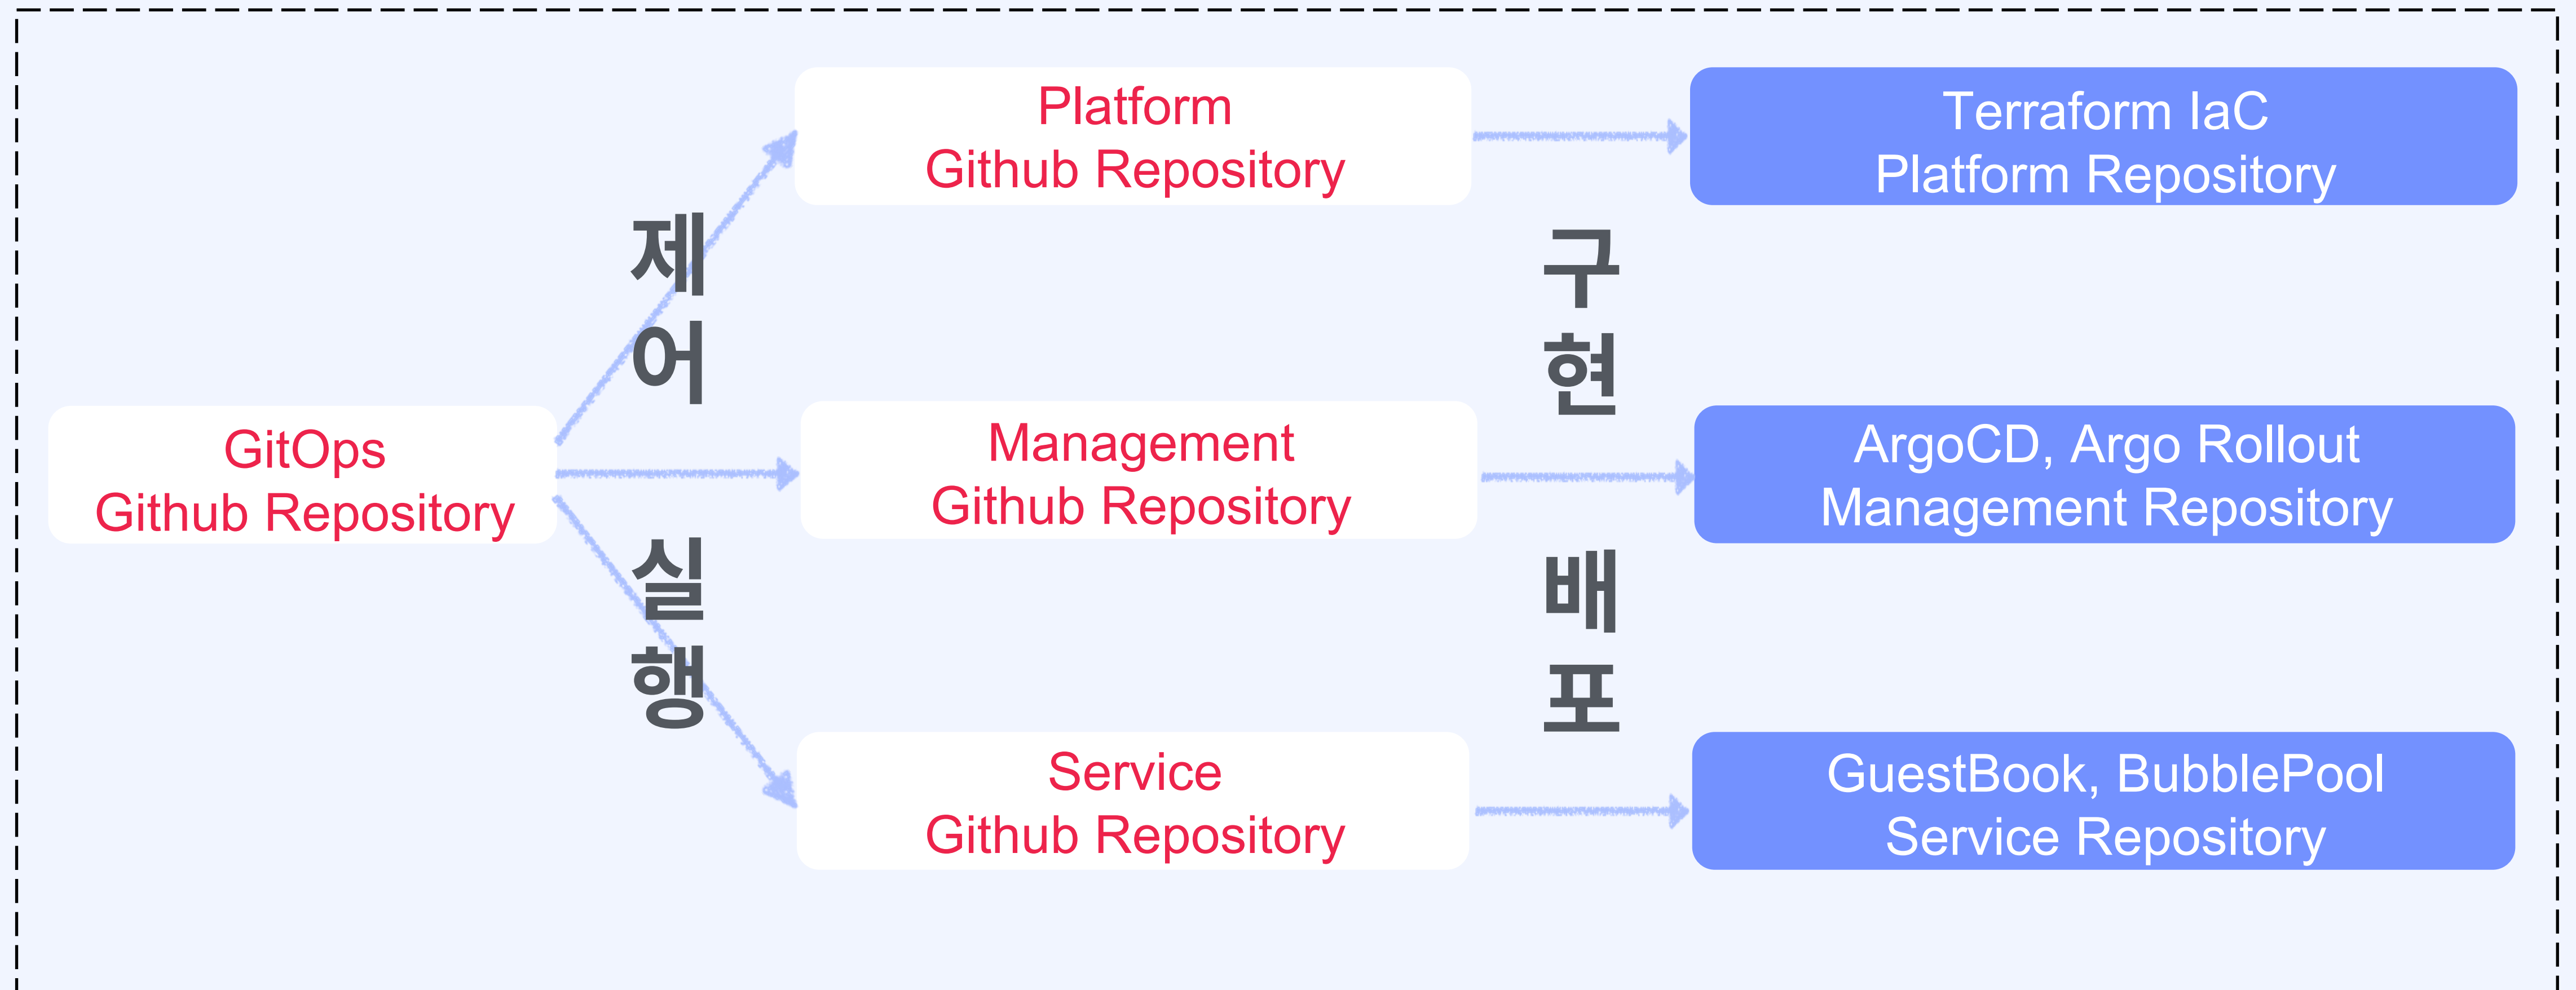 Platform
Github Repository
Terraform IaC
Platform Repository
제어
구현
GitOps
Github Repository
Management
Github Repository
ArgoCD, Argo Rollout
Management Repository
실행
배포
Service
Github Repository
GuestBook, BubblePool
Service Repository